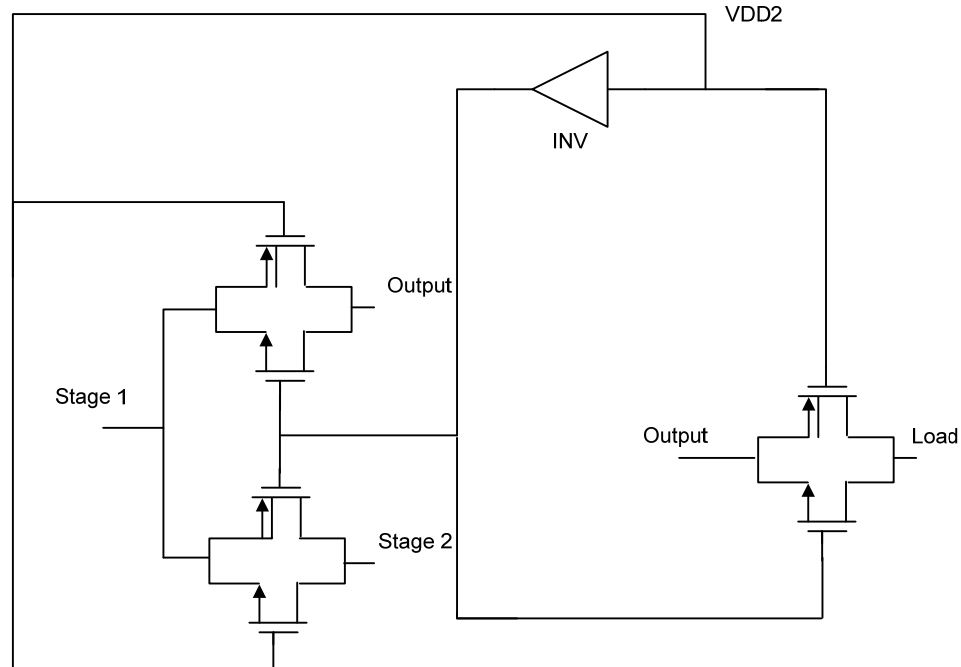 VDD2
INV
Output
Stage 1
Output
Load
Stage 2